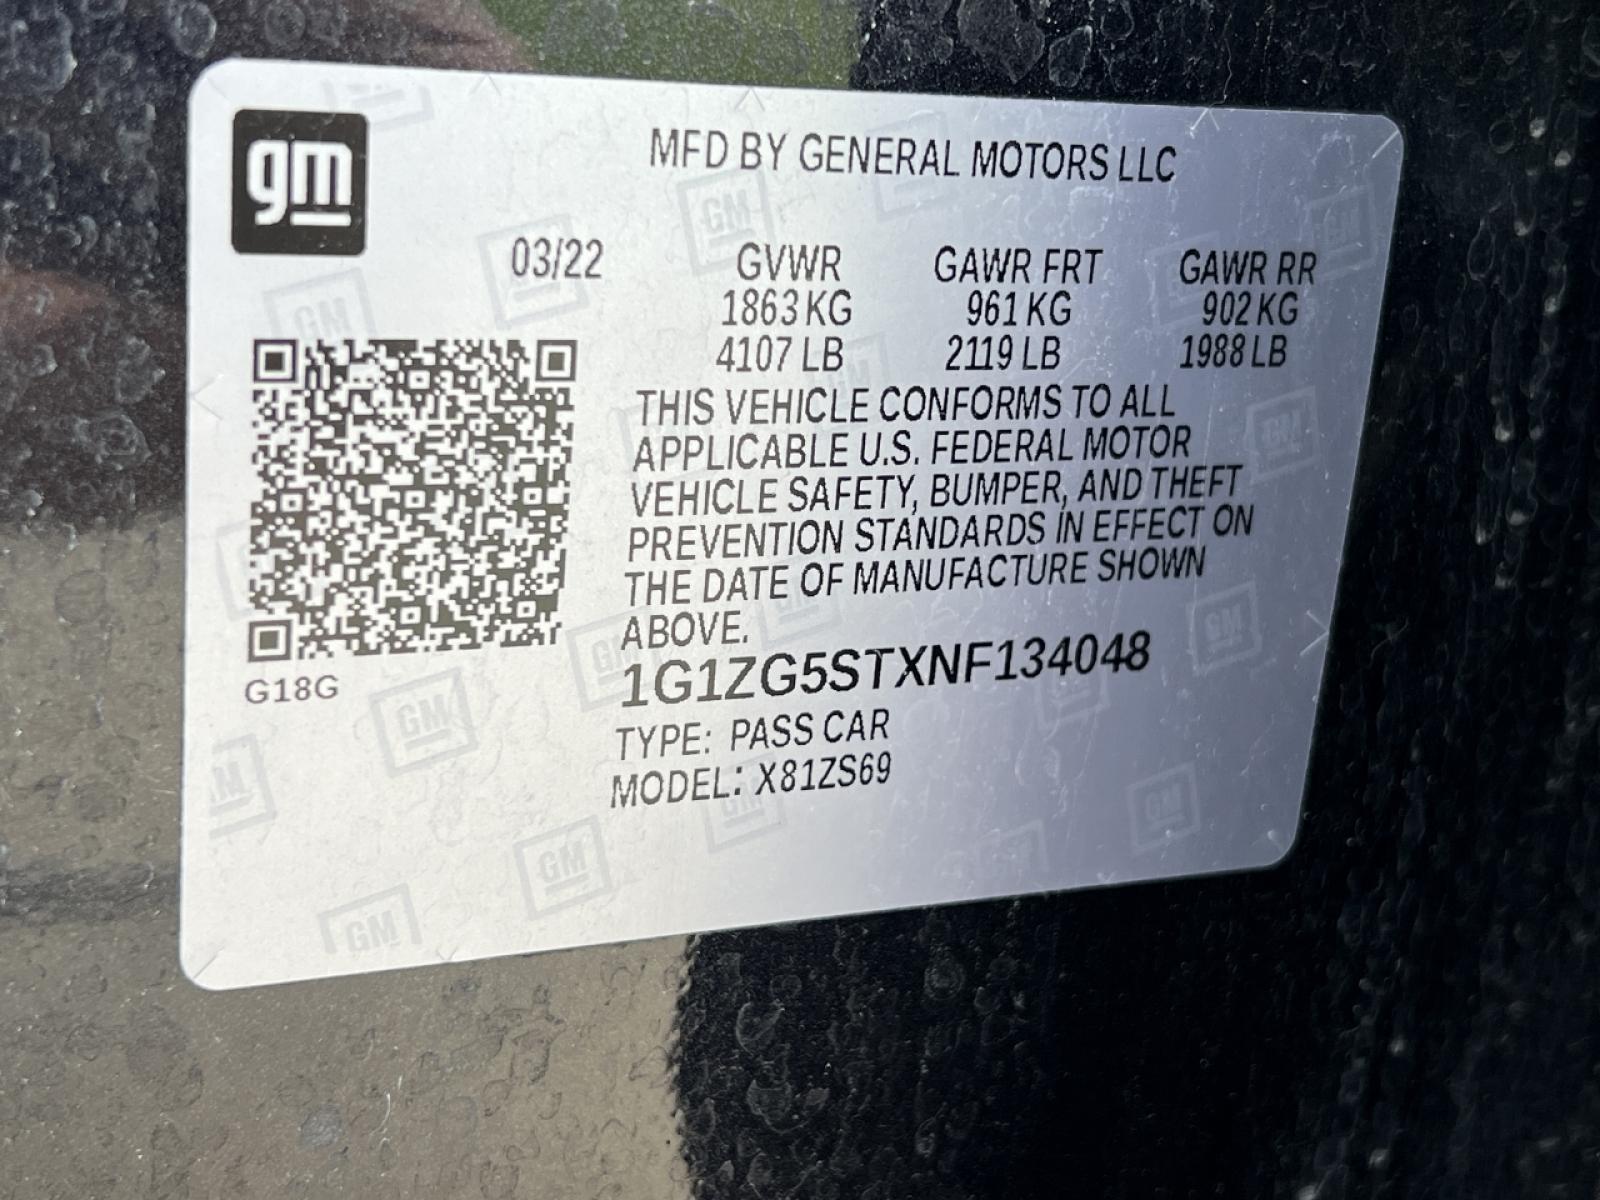 gm
MFD BY GENERAL MOTORS LLC
03/22 GVWR GAWR FRT GAWR RR
1863 KG 961 KG 902 KG
4107 LB 2119 LB 1988 LB
THIS VEHICLE CONFORMS TO ALL
APPLICABLE U.S. FEDERAL MOTOR
VEHICLE SAFETY, BUMPER, AND THEFT
PREVENTION STANDARDS IN EFFECT ON
THE DATE OF MANUFACTURE SHOWN
ABOVE.
1G1ZG5STXNF134048
G18G
TYPE: PASS CAR
MODEL: X81ZS69